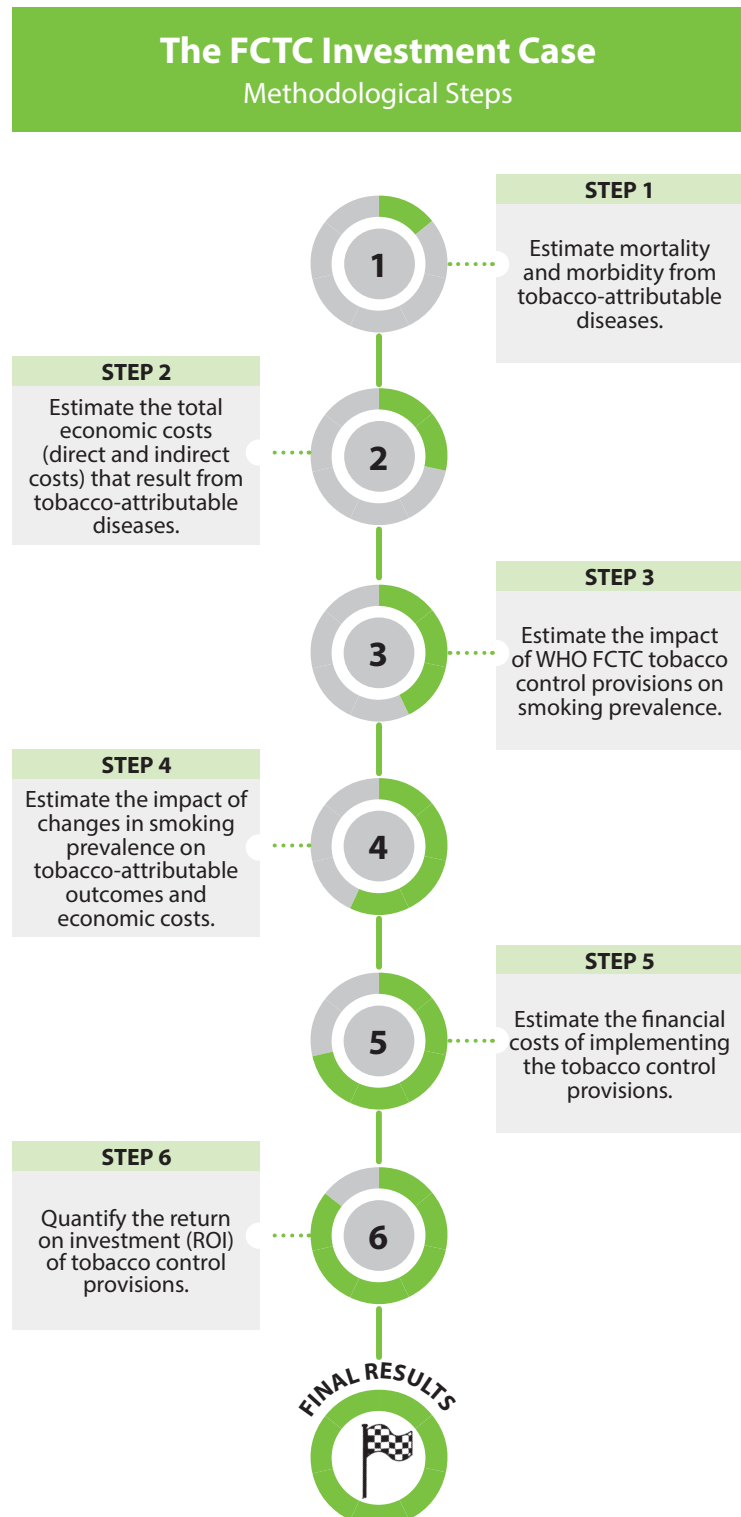 The FCTC Investment Case
Methodological Steps
1
STEP 1
Estimate mortality
and morbidity from
tobacco-attributable
diseases.
STEP 2
Estimate the total
economic costs
(direct and indirect
costs) that result from
tobacco-attributable
diseases.
2
3
STEP 3
Estimate the impact
of WHO FCTC tobacco
control provisions on
smoking prevalence.
STEP 4
Estimate the impact of
changes in smoking
prevalence on
tobacco-attributable
outcomes and
economic costs.
4
5
STEP 5
Estimate the financial
costs of implementing
the tobacco control
provisions.
STEP 6
Quantify the return
on investment (ROI)
of tobacco control
provisions.
6
FINAL RESULTS